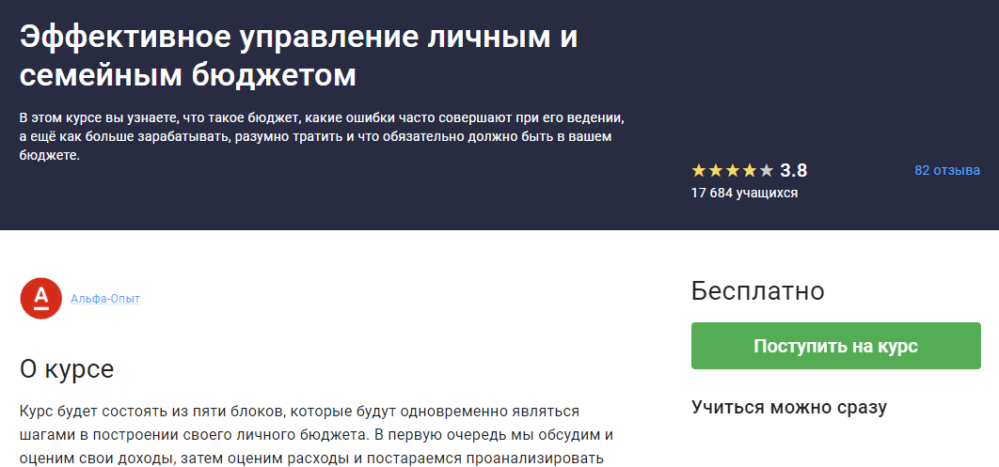 Эффективное управление личным и
семейным бюджетом
В этом курсе вы узнаете, что такое бюджет, какие ошибки часто совершают при его ведении,
а ещё как больше зарабатывать, разумно тратить и что обязательно должно быть в вашем
бюджете.
3.8
82 отзыва
17 684 учащихся
А
Альфа-Опыт
Бесплатно
Поступить на курс
Учиться можно сразу
О курсе
Курс будет состоять из пяти блоков, которые будут одновременно являться
шагами в построении своего личного бюджета. В первую очередь мы обсудим и
оценим свои доходы, затем оценим расходы и постараемся проанализировать